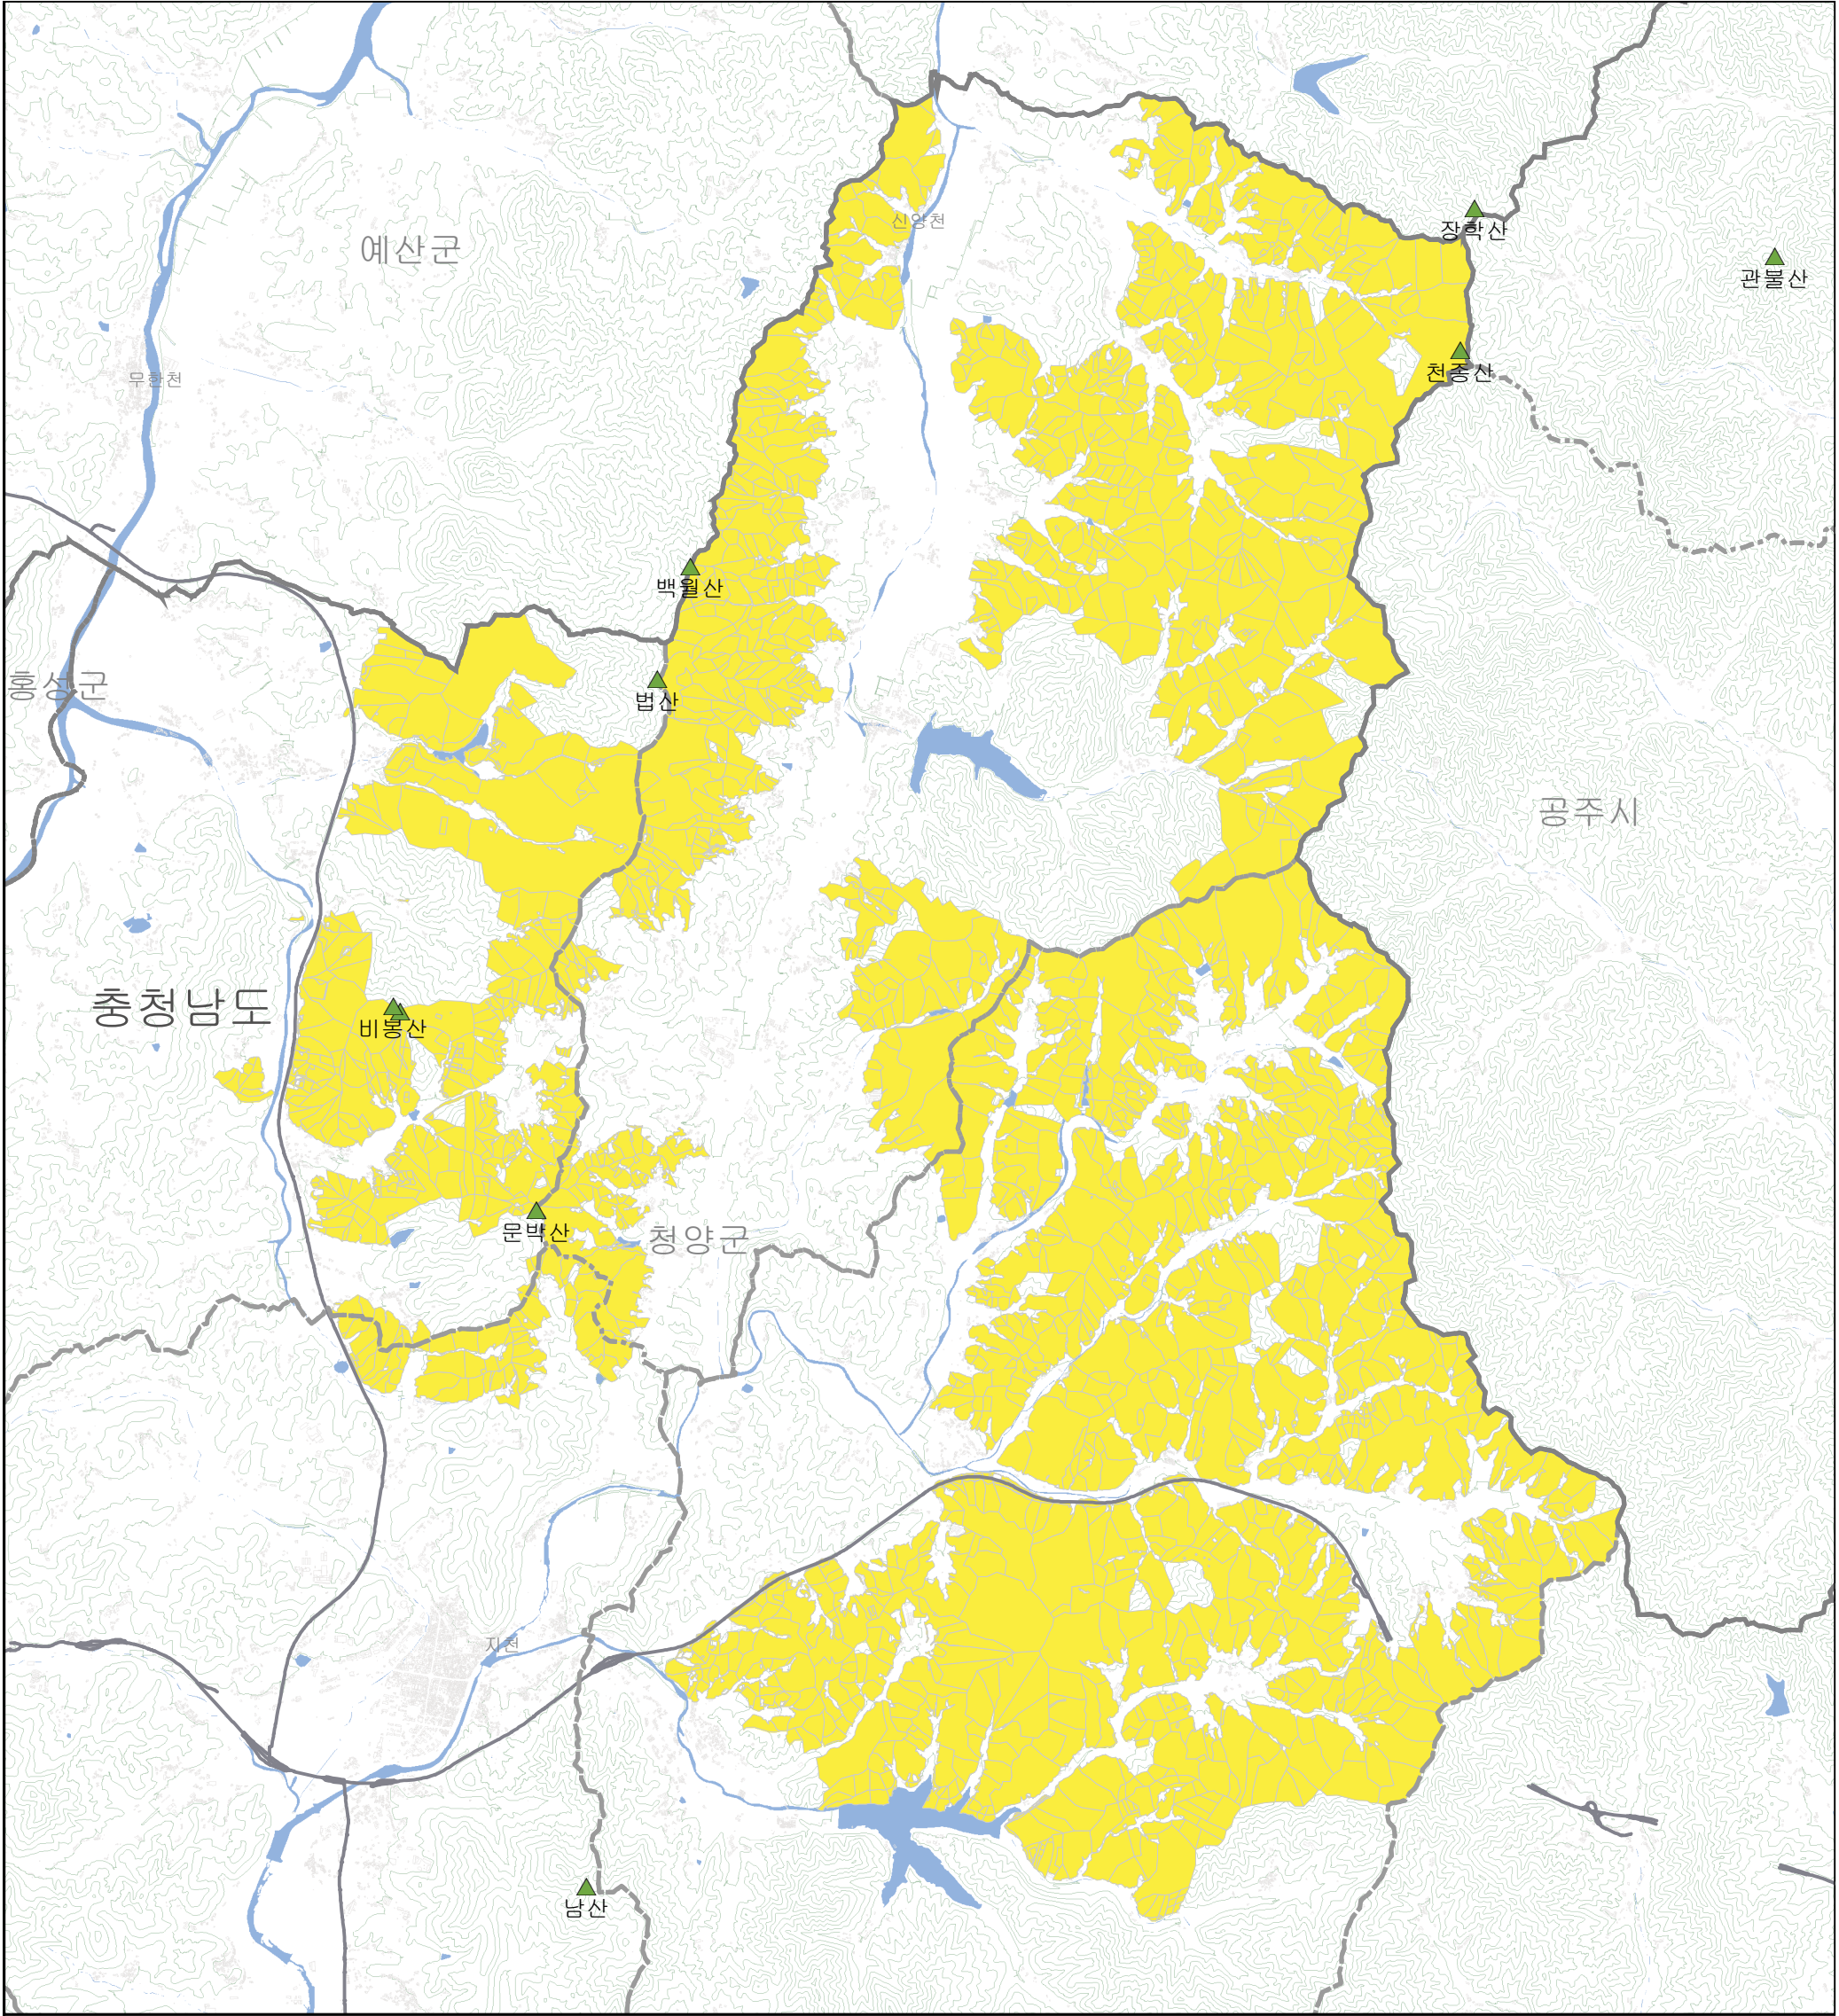 신양천
장학산
예산군
관불산
천종산
무한천
백월산
홍성군
법산
공주시
충청남도
비봉산
문박산
청양군
지천
남산